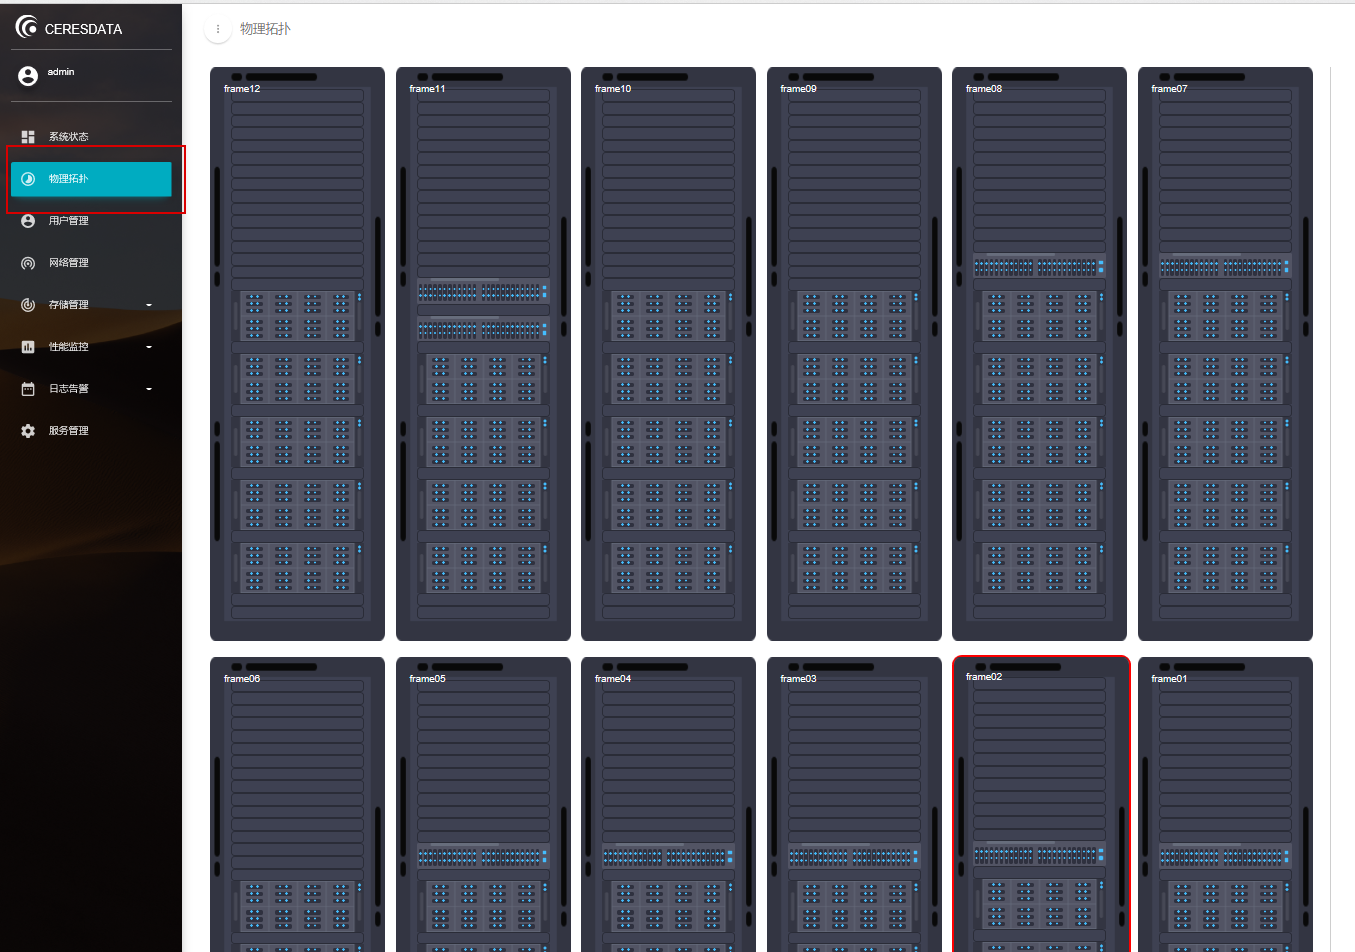 CERESDATA
admin
系统状态
物理拓扑
用户管理
网络管理
存储管理
性能监控
日志告警
服务管理
物理拓扑
frame12
frame11
frame10
frame09
frame08
frame07
frame06
frame05
frame04
frame03
frame02
frame01